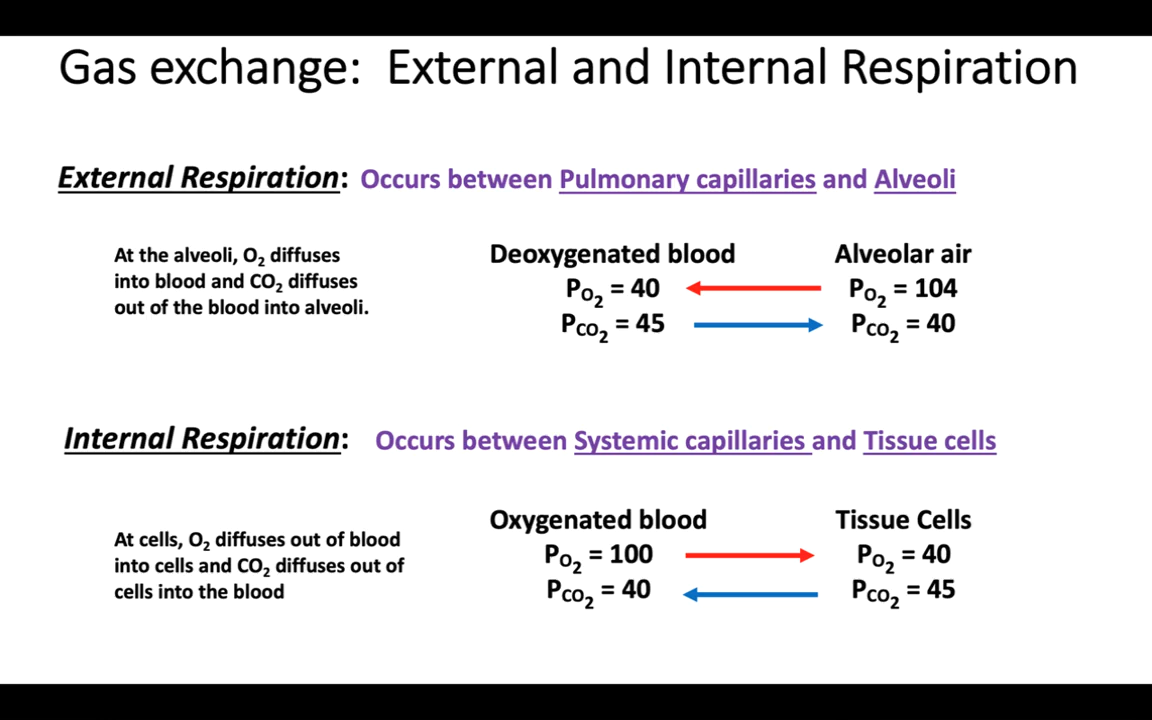 Gas exchange:  External and Internal Respiration
External Respiration:  Occurs between Pulmonary capillaries and Alveoli
At the alveoli, O₂ diffuses
into blood and CO₂ diffuses
out of the blood into alveoli.
Deoxygenated blood
Alveolar air
PO₂ = 40
PO₂ = 104
PCO₂ = 45
PCO₂ = 40
Internal Respiration:  Occurs between Systemic capillaries and Tissue cells
At cells, O₂ diffuses out of blood
into cells and CO₂ diffuses out of
cells into the blood
Oxygenated blood
Tissue Cells
PO₂ = 100
PO₂ = 40
PCO₂ = 40
PCO₂ = 45